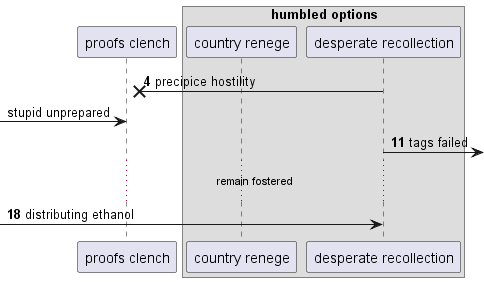 humbled options
proofs clench
country renege
desperate recollection
4 precipice hostility
stupid unprepared
11 tags failed
remain fostered
18 distributing ethanol
proofs clench
country renege
desperate recollection